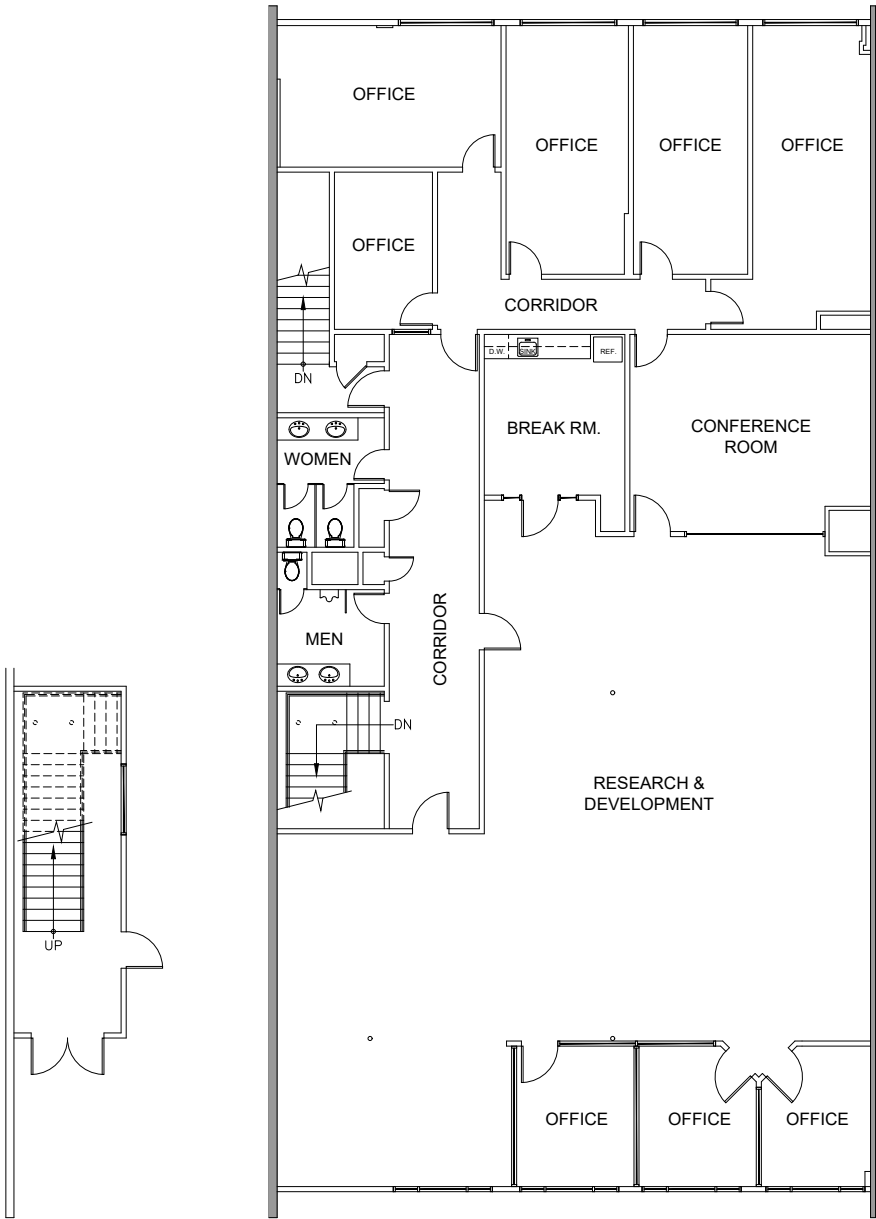 OFFICE
OFFICE
OFFICE
OFFICE
OFFICE
CORRIDOR
D.W.
SINK
REF.
DN
BREAK RM.
CONFERENCE
ROOM
WOMEN
CORRIDOR
MEN
DN
RESEARCH &
DEVELOPMENT
UP
OFFICE
OFFICE
OFFICE